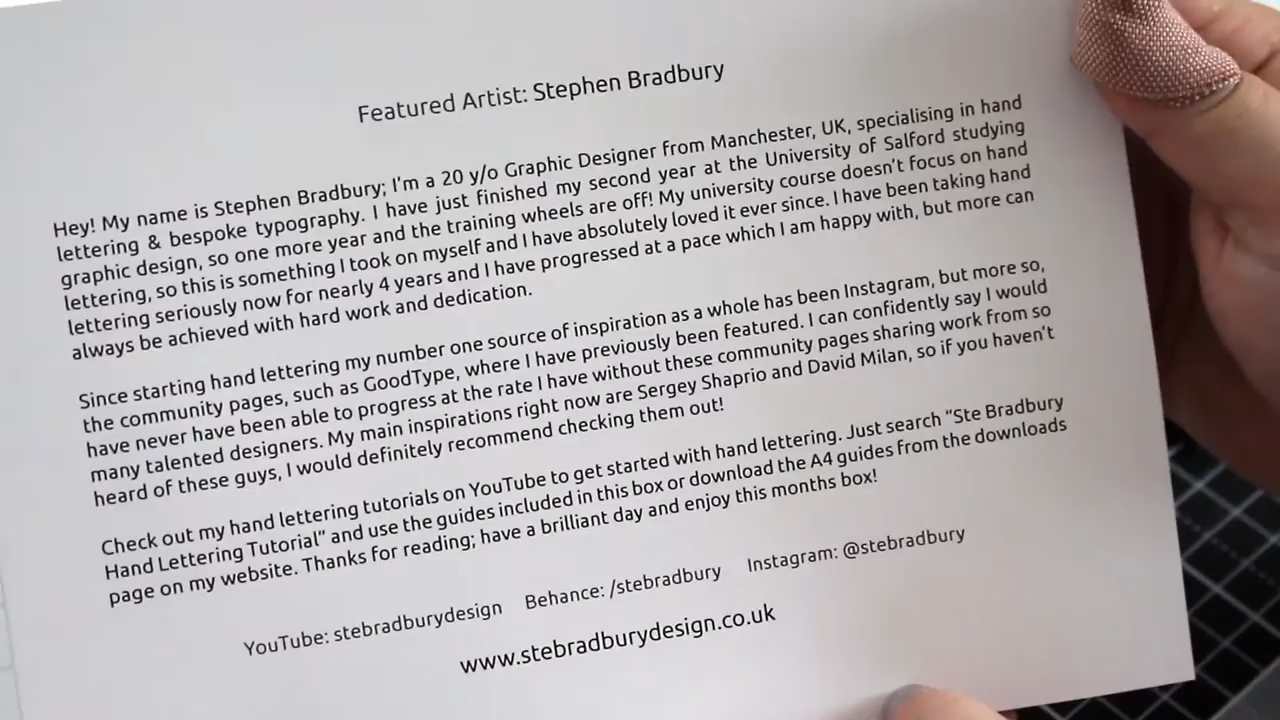 Featured Artist: Stephen Bradbury
Hey! My name is Stephen Bradbury; I'm a 20 y/o Graphic Designer from Manchester, UK, specialising in hand
lettering & bespoke typography. I have just finished my second year at the University of Salford studying
graphic design, so one more year and the training wheels are off! My university course doesn't focus on hand
lettering, so this is something I took on myself and I have absolutely loved it ever since. I have been taking hand
lettering seriously now for nearly 4 years and I have progressed at a pace which I am happy with, but more can
always be achieved with hard work and dedication.
Since starting hand lettering my number one source of inspiration as a whole has been Instagram, but more so,
the community pages, such as GoodType, where I have previously been featured. I can confidently say I would
have never have been able to progress at the rate I have without these community pages sharing work from so
many talented designers. My main inspirations right now are Sergey Shaprio and David Milan, so if you haven't
heard of these guys, I would definitely recommend checking them out!
Check out my hand lettering tutorials on YouTube to get started with hand lettering. Just search "Ste Bradbury
Hand Lettering Tutorial" and use the guides included in this box or download the A4 guides from the downloads
page on my website. Thanks for reading; have a brilliant day and enjoy this months box!
YouTube: stebradburydesign Behance: /stebradbury Instagram: @stebradbury
www.stebradburydesign.co.uk